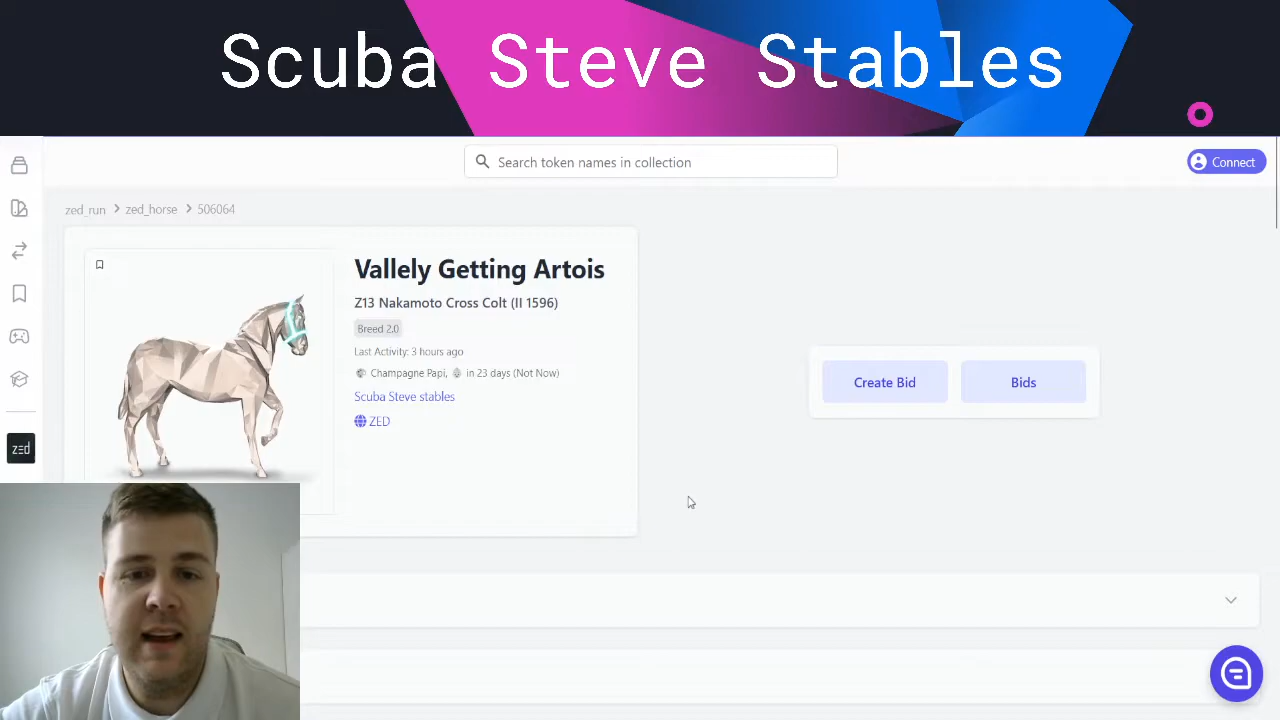 Scuba Steve Stables
Search token names in collection
Connect
zed_run > zed_horse > 506064
Vallely Getting Artois
Z13 Nakamoto Cross Colt (II 1596)
Breed 2.0
Last Activity: 3 hours ago
Champagne Papi, in 23 days (Not Now)
Scuba Steve stables
ZED
Create Bid
Bids
zed